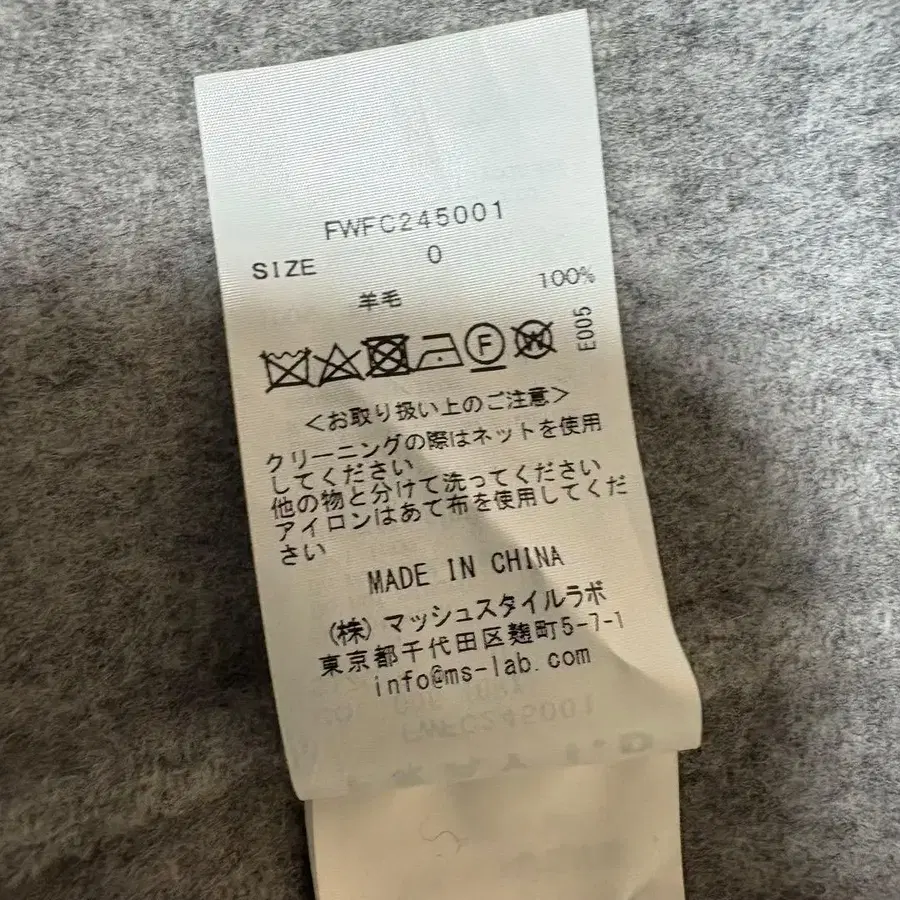 FWFC245001
SIZE 0
羊毛 100%
E005
F
W
＜お取り扱い上のご注意＞
クリーニングの際はネットを使用
してください
他の物と分けて洗ってください
アイロンはあて布を使用してくだ
さい
MADE IN CHINA
(株)マッシュスタイルラボ
東京都千代田区麹町5-7-1
info@ms-lab.com
FWFC245001